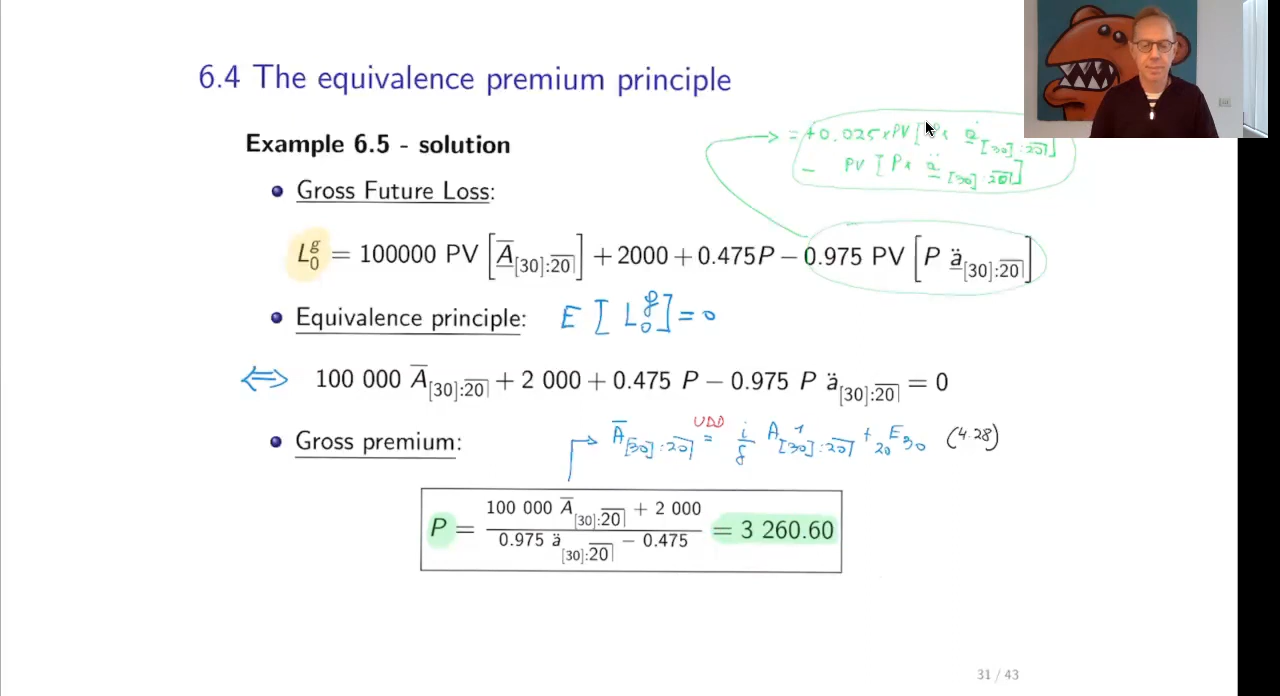 6.4 The equivalence premium principle
= +0.025 × PV [P × ä [30]:20]
Example 6.5 - solution
− PV [P × ä [30]:20]
Gross Future Loss:
L₀ᵍ = 100000 PV [A̅[30]:20] + 2000 + 0.475P − 0.975 PV [P ä[30]:20]
Equivalence principle: E [L₀ᵍ] = 0
⇔ 100 000 A̅[30]:20 + 2 000 + 0.475 P − 0.975 P ä[30]:20 = 0
UDD
Gross premium: → A̅[30]:20 = i/δ A¹[30]:20 + ₂₀E₃₀ (4.28)
100 000 A̅[30]:20 + 2 000
P = = 3 260.60
0.975 ä[30]:20 − 0.475
31 / 43